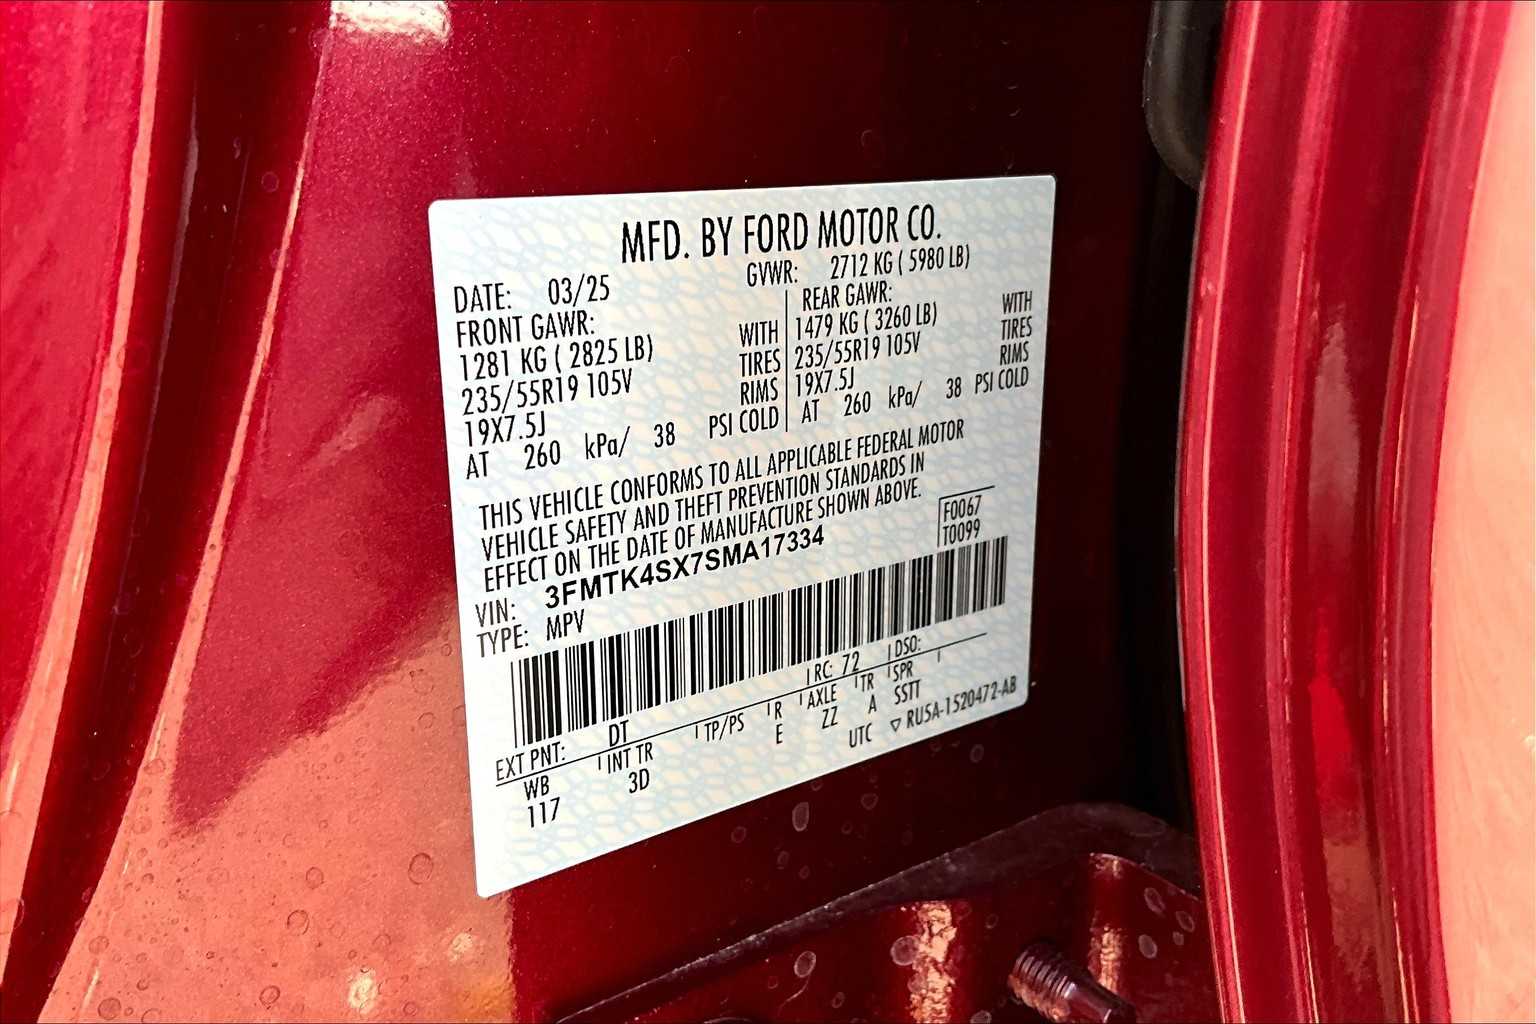 MFD. BY FORD MOTOR CO.
DATE: 03/25 GVWR: 2712 KG ( 5980 LB)
FRONT GAWR:
1281 KG ( 2825 LB) WITH
235/55R19 105V TIRES
19X7.5J RIMS
AT 260 kPa/ 38 PSI COLD
REAR GAWR:
1479 KG ( 3260 LB) WITH
235/55R19 105V TIRES
19X7.5J RIMS
AT 260 kPa/ 38 PSI COLD
THIS VEHICLE CONFORMS TO ALL APPLICABLE FEDERAL MOTOR
VEHICLE SAFETY AND THEFT PREVENTION STANDARDS IN
EFFECT ON THE DATE OF MANUFACTURE SHOWN ABOVE.
F0067
T0099
VIN: 3FMTK4SX7SMA17334
TYPE: MPV
EXT PNT: DT RC: 72 DSO:
WB INT TR TP/PS R AXLE TR SPR
117 3D E ZZ A SSTT
UTC ▽ RU5A-1520472-AB